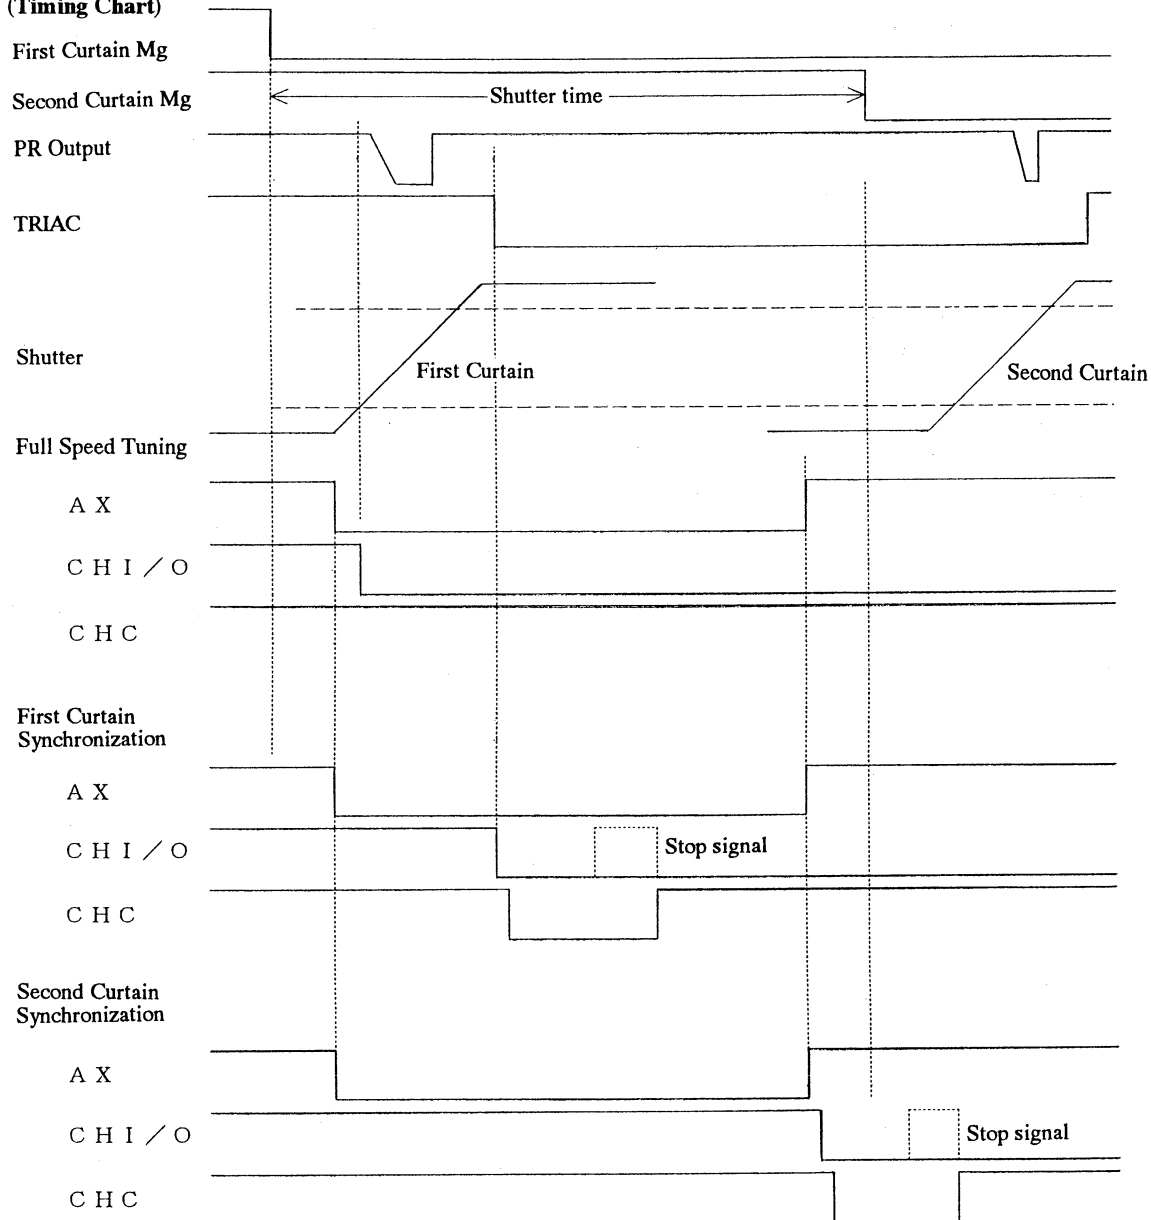 (Timing Chart)
First Curtain Mg
Second Curtain Mg
Shutter time
PR Output
TRIAC
Shutter
First Curtain
Second Curtain
Full Speed Tuning
A X
C H I ／ O
C H C
First Curtain
Synchronization
A X
C H I ／ O
Stop signal
C H C
Second Curtain
Synchronization
A X
C H I ／ O
Stop signal
C H C